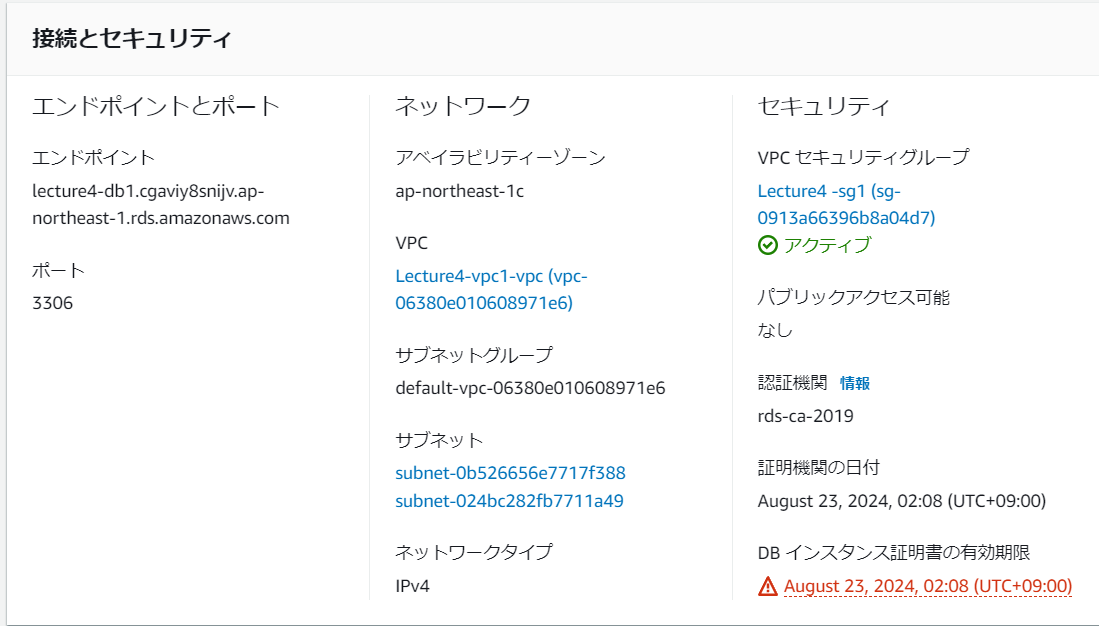 接続とセキュリティ
エンドポイントとポート
エンドポイント
lecture4-db1.cgaviy8snijv.ap-
northeast-1.rds.amazonaws.com
ポート
3306
ネットワーク
アベイラビリティーゾーン
ap-northeast-1c
VPC
Lecture4-vpc1-vpc (vpc-
06380e010608971e6)
サブネットグループ
default-vpc-06380e010608971e6
サブネット
subnet-0b526656e7717f388
subnet-024bc282fb7711a49
ネットワークタイプ
IPv4
セキュリティ
VPC セキュリティグループ
Lecture4 -sg1 (sg-
0913a66396b8a04d7)
アクティブ
パブリックアクセス可能
なし
認証機関 情報
rds-ca-2019
証明機関の日付
August 23, 2024, 02:08 (UTC+09:00)
DB インスタンス証明書の有効期限
August 23, 2024, 02:08 (UTC+09:00)